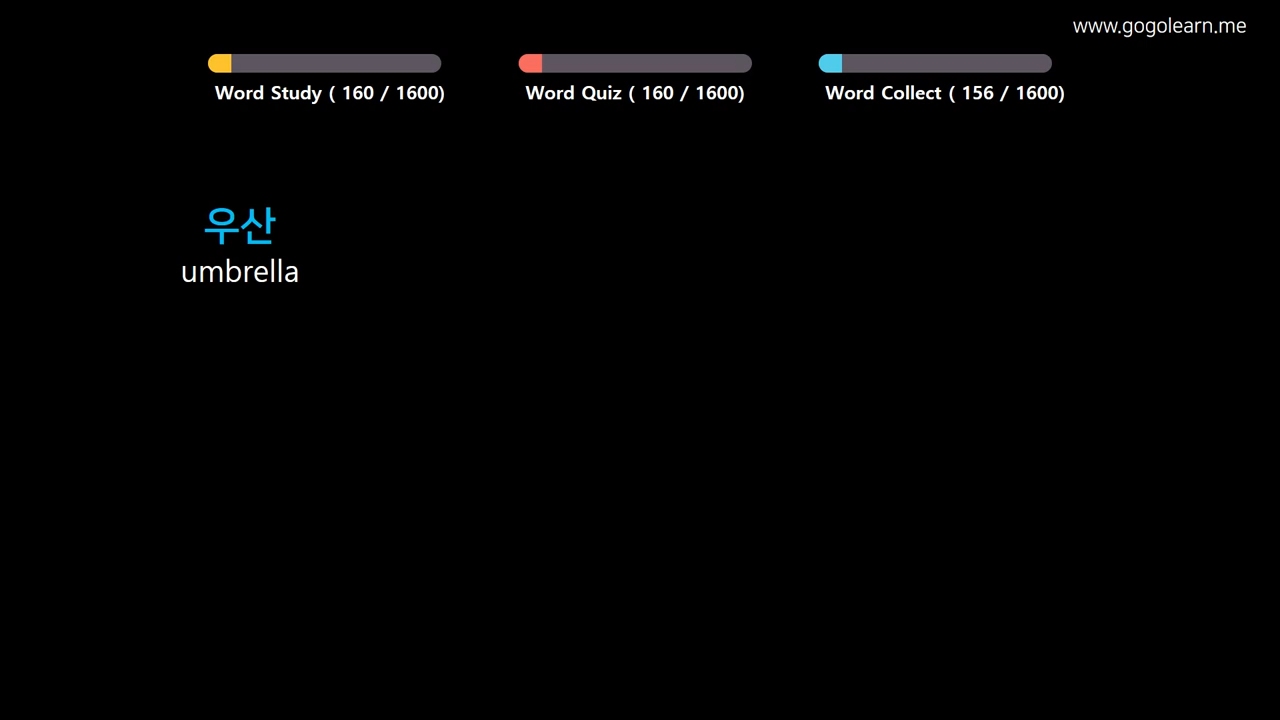 www.gogolearn.me
Word Study ( 160 / 1600)
Word Quiz ( 160 / 1600)
Word Collect ( 156 / 1600)
우산
umbrella